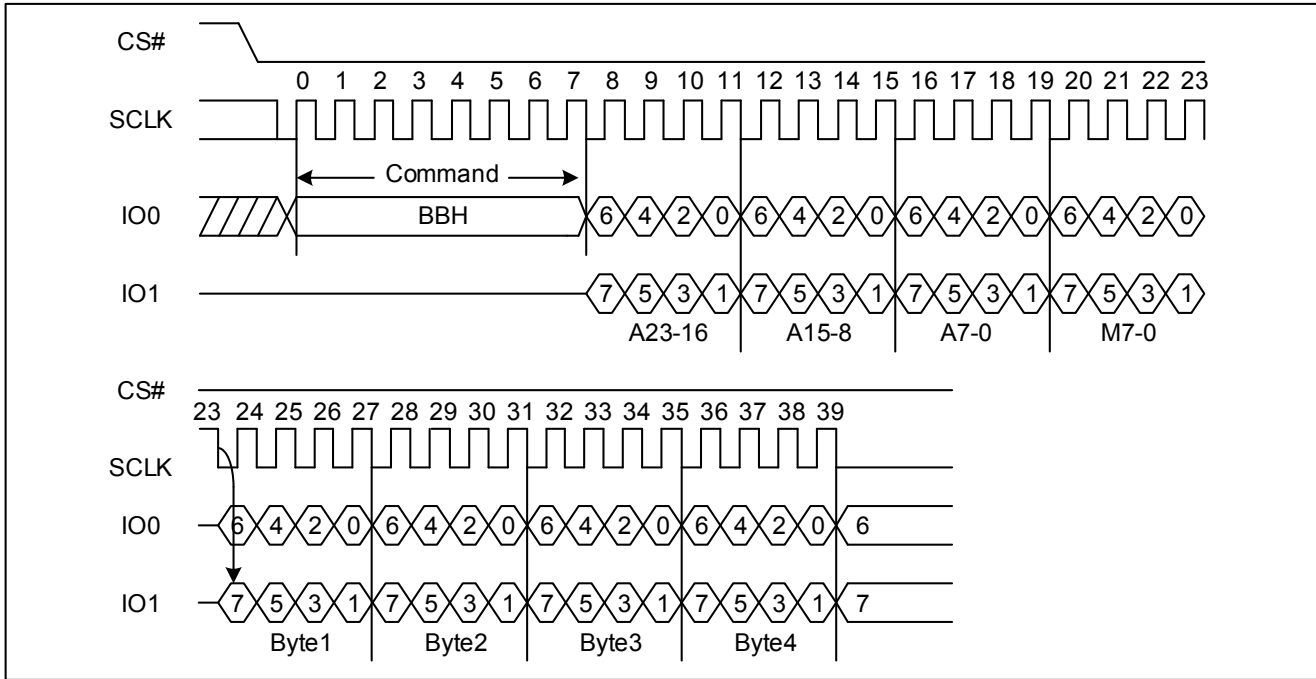 CS#
0 1 2 3 4 5 6 7 8 9 10 11 12 13 14 15 16 17 18 19 20 21 22 23
SCLK
Command
IO0 BBH 6 4 2 0 6 4 2 0 6 4 2 0 6 4 2 0
IO1 7 5 3 1 7 5 3 1 7 5 3 1 7 5 3 1
A23-16 A15-8 A7-0 M7-0
CS#
23 24 25 26 27 28 29 30 31 32 33 34 35 36 37 38 39
SCLK
IO0 6 4 2 0 6 4 2 0 6 4 2 0 6 4 2 0 6
IO1 7 5 3 1 7 5 3 1 7 5 3 1 7 5 3 1 7
Byte1 Byte2 Byte3 Byte4